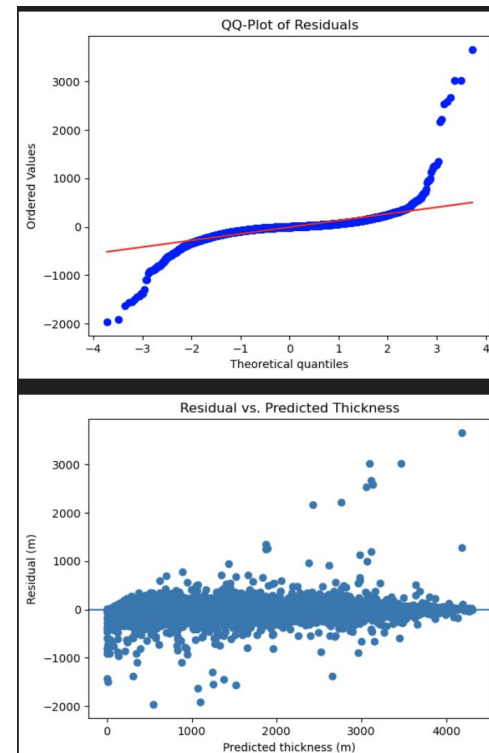 QQ-Plot of Residuals
3000
2000
1000
0
−1000
−2000
Ordered Values
−4 −3 −2 −1 0 1 2 3 4
Theoretical quantiles
Residual vs. Predicted Thickness
3000
2000
1000
0
−1000
−2000
Residual (m)
0 1000 2000 3000 4000
Predicted thickness (m)